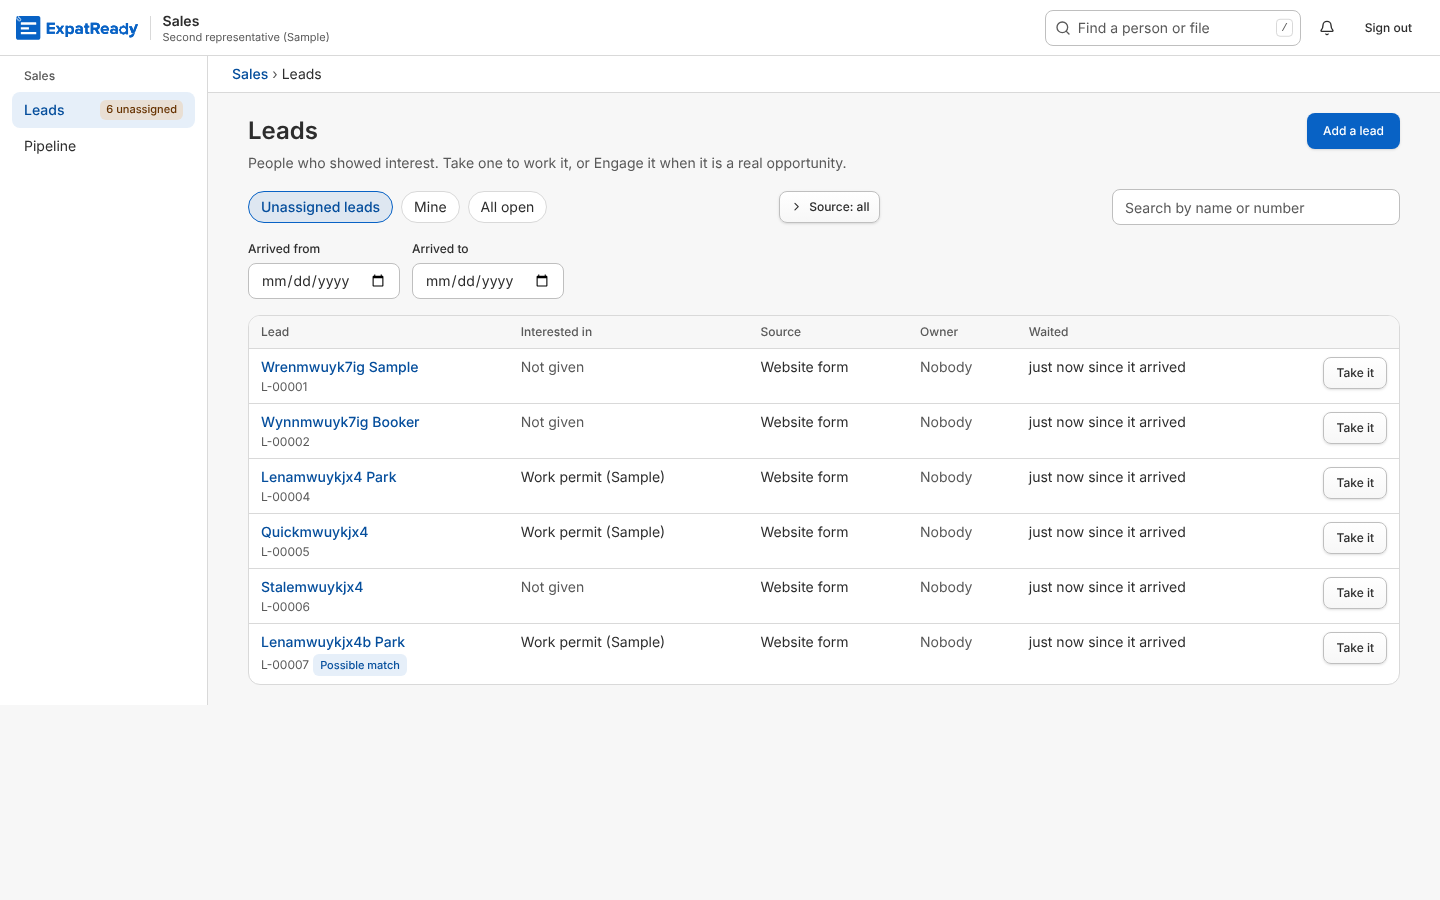 ExpatReady
Sales
Second representative (Sample)
Find a person or file /
Sign out
Sales
Leads 6 unassigned
Pipeline
Sales › Leads
Leads
Add a lead
People who showed interest. Take one to work it, or Engage it when it is a real opportunity.
Unassigned leads Mine All open Source: all Search by name or number
Arrived from Arrived to
mm/dd/yyyy mm/dd/yyyy
Lead Interested in Source Owner Waited
Wrenmwuyk7ig Sample Not given Website form Nobody just now since it arrived Take it
L-00001
Wynnmwuyk7ig Booker Not given Website form Nobody just now since it arrived Take it
L-00002
Lenamwuykjx4 Park Work permit (Sample) Website form Nobody just now since it arrived Take it
L-00004
Quickmwuykjx4 Work permit (Sample) Website form Nobody just now since it arrived Take it
L-00005
Stalemwuykjx4 Not given Website form Nobody just now since it arrived Take it
L-00006
Lenamwuykjx4b Park Work permit (Sample) Website form Nobody just now since it arrived Take it
L-00007 Possible match